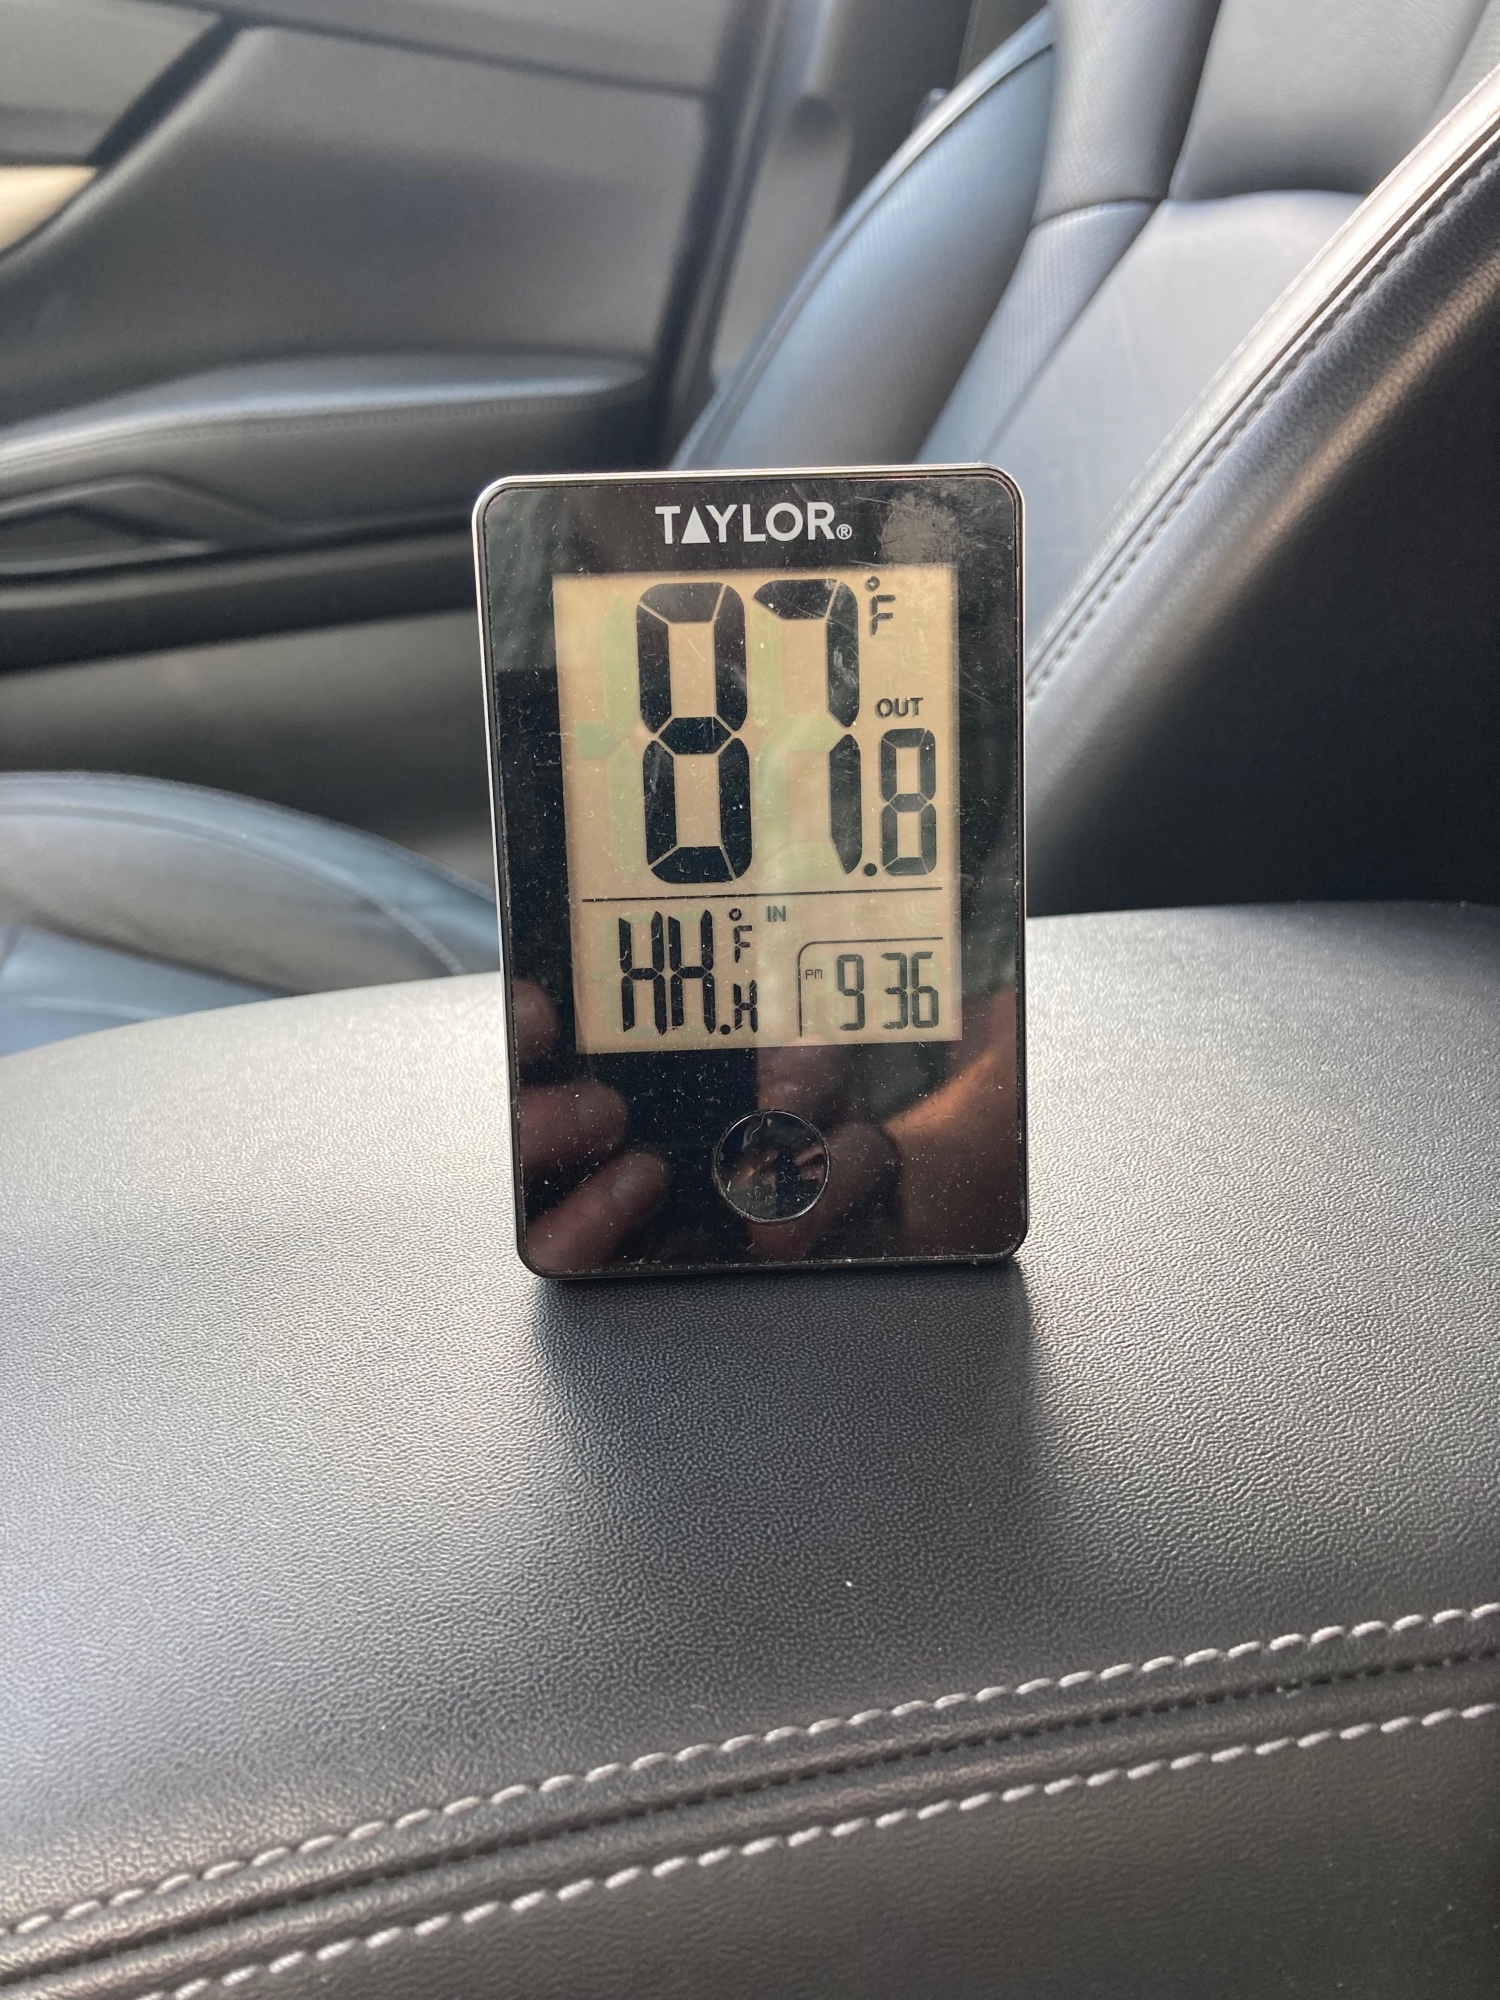 TAYLOR®
87.8 °F
OUT
HH.H °F IN
PM 9 36